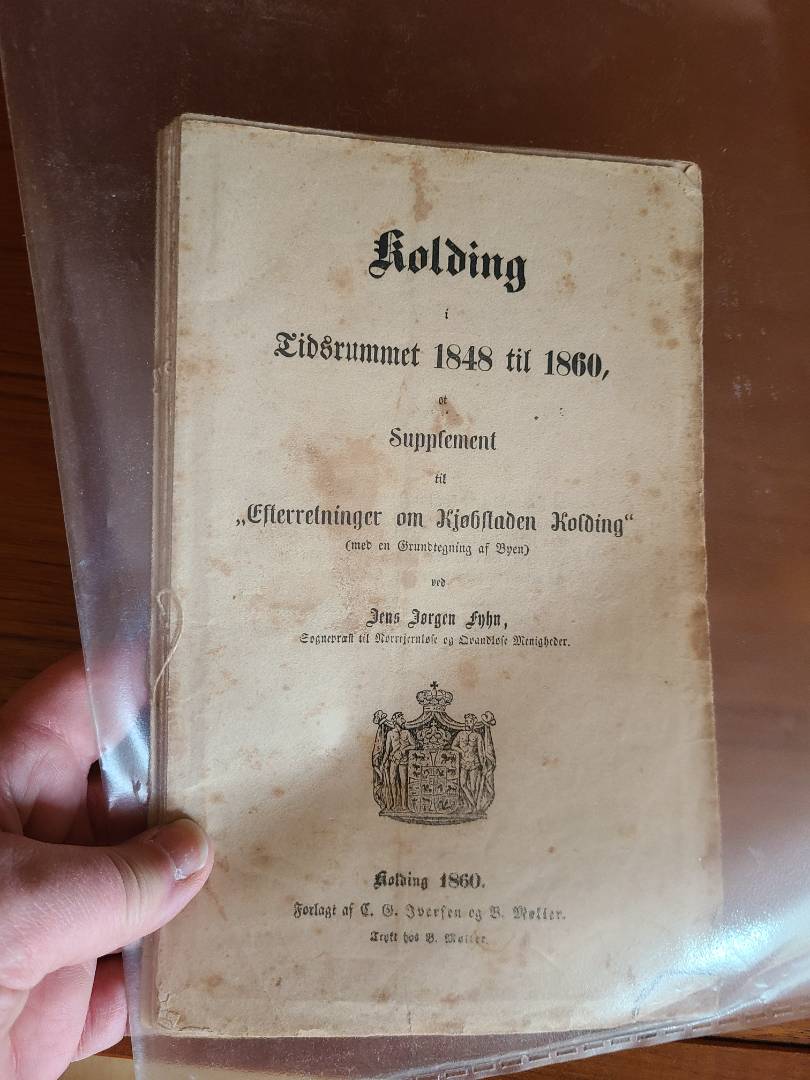 Kolding
i
Tidsrummet 1848 til 1860,
et
Supplement
til
„Efterretninger om Kjøbstaden Kolding“
(med en Grundtegning af Byen)
ved
Jens Jørgen Fyhn,
Sognepræst til Nørrejernløse og Qvandløse Menigheder.
Kolding 1860.
Forlagt af C. G. Iversen og B. Møller.
Trykt hos B. Møller.